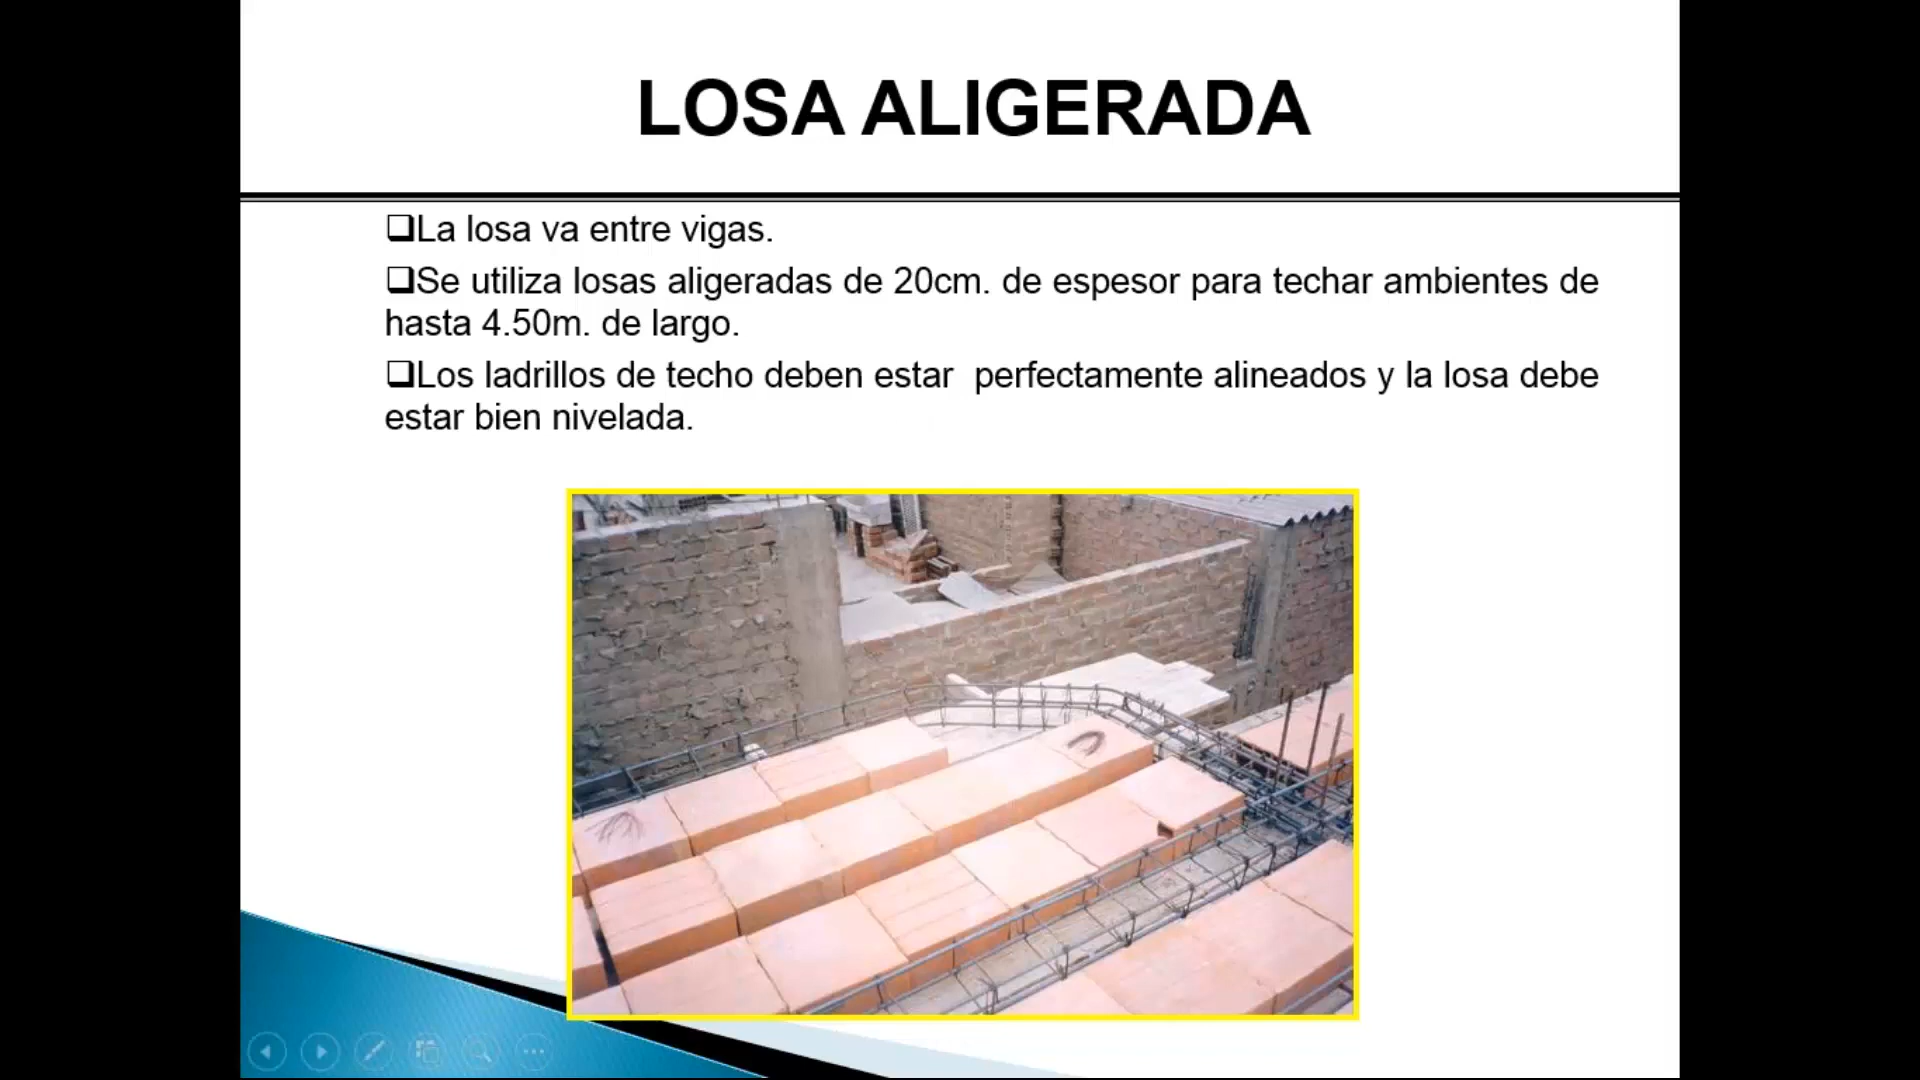 LOSA ALIGERADA
❑La losa va entre vigas.
❑Se utiliza losas aligeradas de 20cm. de espesor para techar ambientes de
hasta 4.50m. de largo.
❑Los ladrillos de techo deben estar  perfectamente alineados y la losa debe
estar bien nivelada.